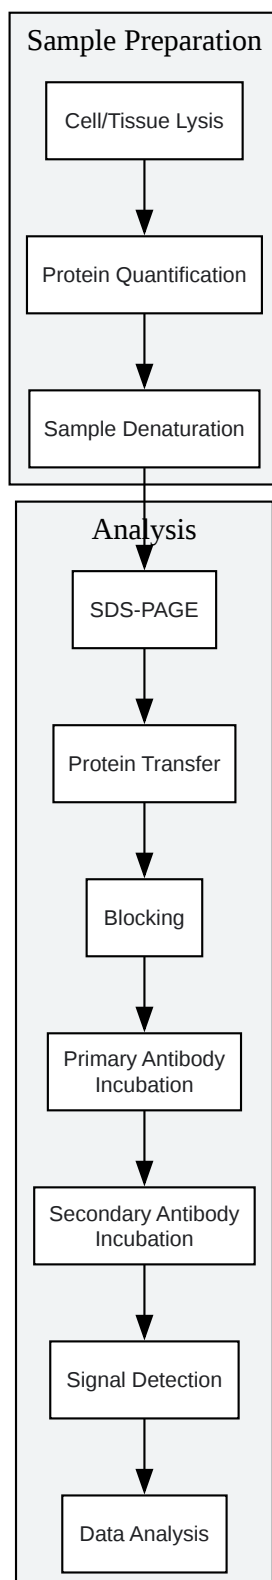 Sample Preparation
Cell/Tissue Lysis
Protein Quantification
Sample Denaturation
Analysis
SDS-PAGE
Protein Transfer
Blocking
Primary Antibody
Incubation
Secondary Antibody
Incubation
Signal Detection
Data Analysis